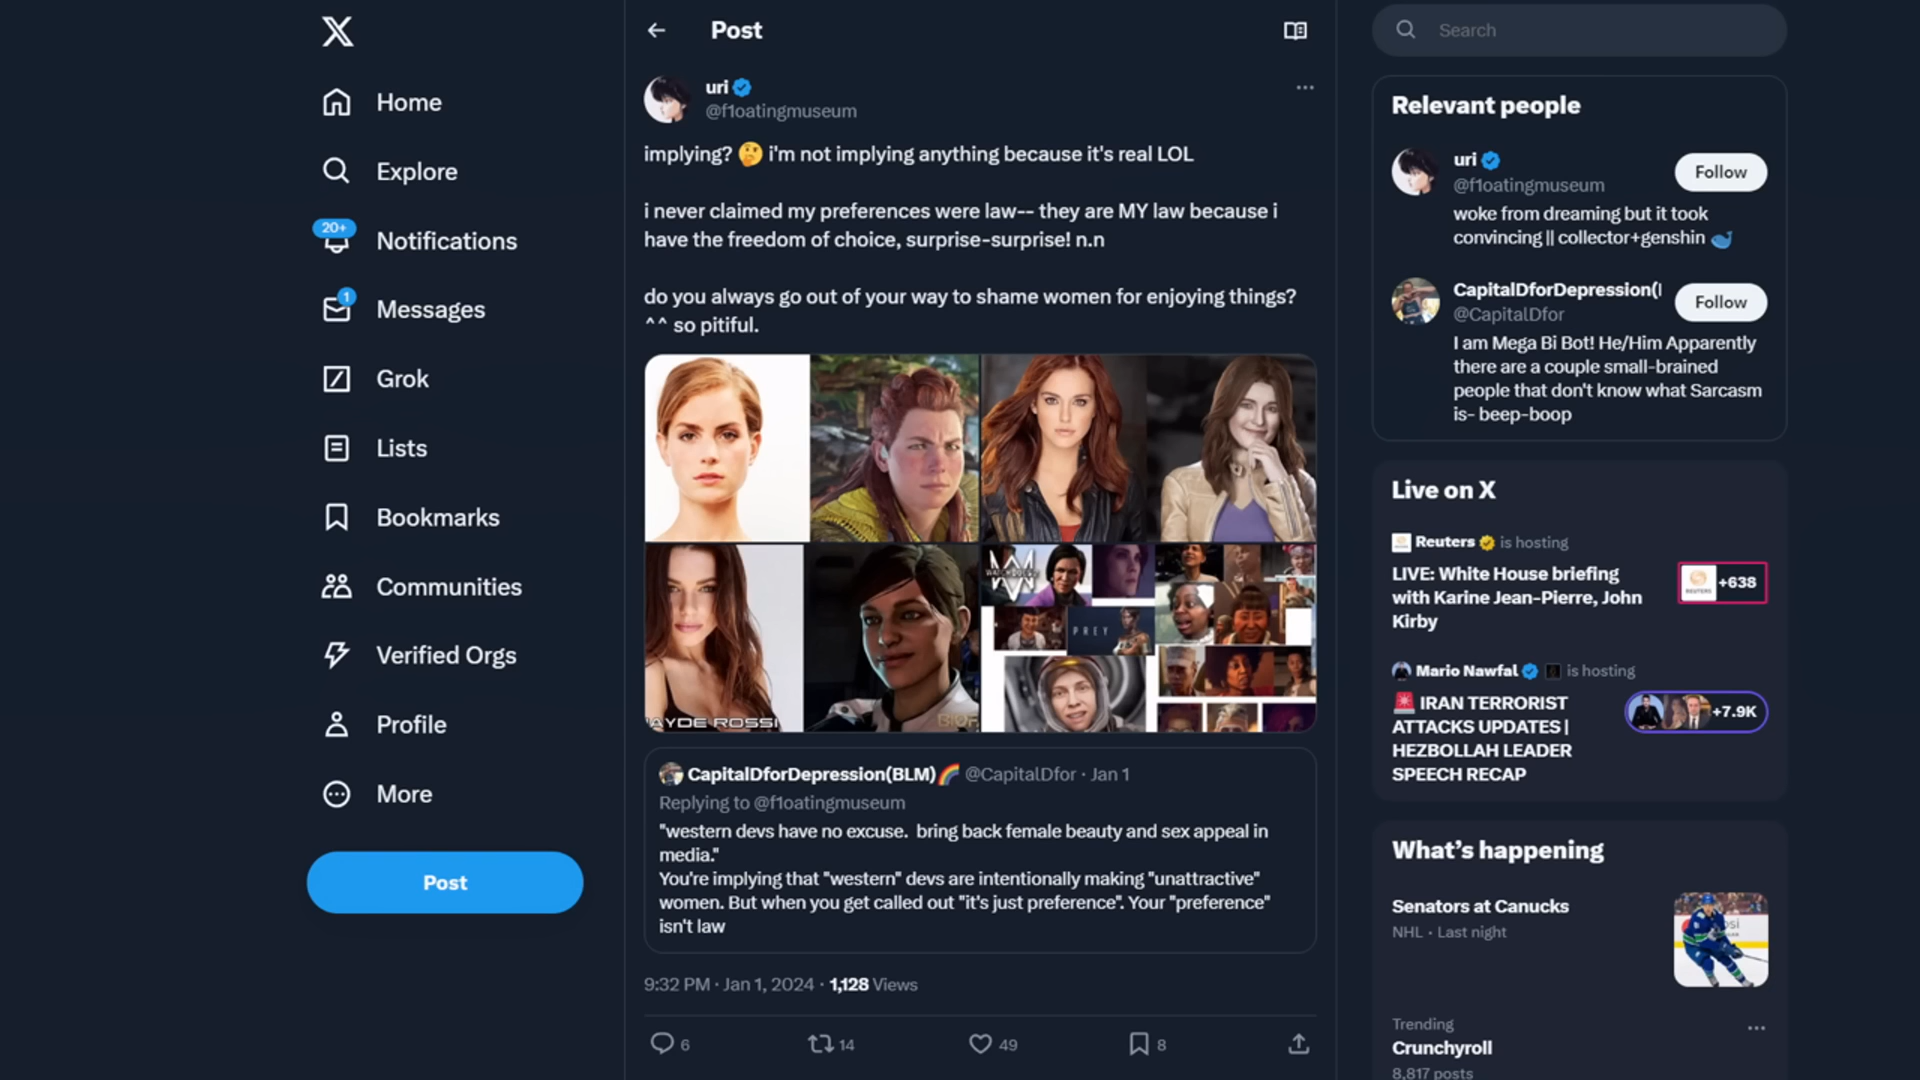 Home
Explore
20+
Notifications
1
Messages
Grok
Lists
Bookmarks
Communities
Verified Orgs
Profile
More
Post
Post
uri
@f1oatingmuseum
implying? 🤔 i'm not implying anything because it's real LOL
i never claimed my preferences were law-- they are MY law because i
have the freedom of choice, surprise-surprise! n.n
do you always go out of your way to shame women for enjoying things?
^^ so pitiful.
AYDE ROSSI
PREY
CapitalDforDepression(BLM)🌈 @CapitalDfor · Jan 1
Replying to @f1oatingmuseum
"western devs have no excuse.  bring back female beauty and sex appeal in
media."
You're implying that "western" devs are intentionally making "unattractive"
women. But when you get called out "it's just preference". Your "preference"
isn't law
9:32 PM · Jan 1, 2024 · 1,128 Views
6
14
49
8
Search
Relevant people
uri
@f1oatingmuseum
Follow
woke from dreaming but it took
convincing || collector+genshin 🐋
CapitalDforDepression(
@CapitalDfor
Follow
I am Mega Bi Bot! He/Him Apparently
there are a couple small-brained
people that don't know what Sarcasm
is- beep-boop
Live on X
Reuters is hosting
LIVE: White House briefing
with Karine Jean-Pierre, John
Kirby
REUTERS
+638
Mario Nawfal is hosting
🚨 IRAN TERRORIST
ATTACKS UPDATES |
HEZBOLLAH LEADER
SPEECH RECAP
+7.9K
What's happening
Senators at Canucks
NHL · Last night
Trending
Crunchyroll
8,817 posts